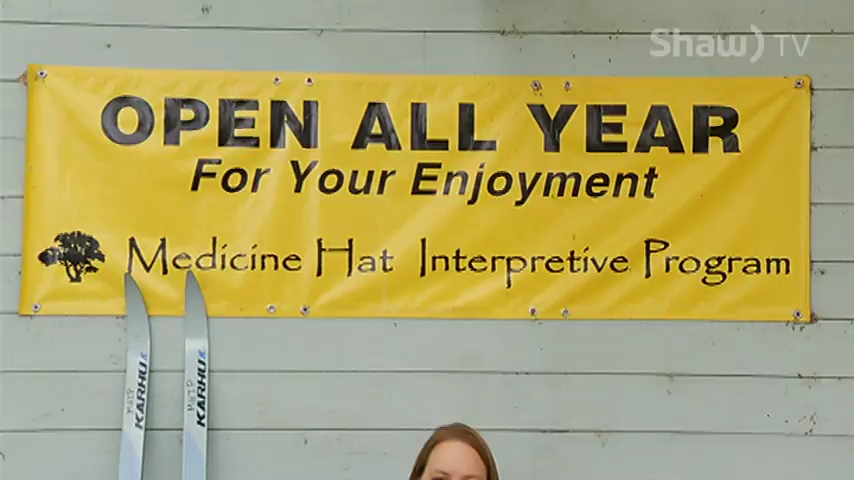 Shaw) TV
OPEN ALL YEAR
For Your Enjoyment
Medicine Hat Interpretive Program
KARHU
KARHU